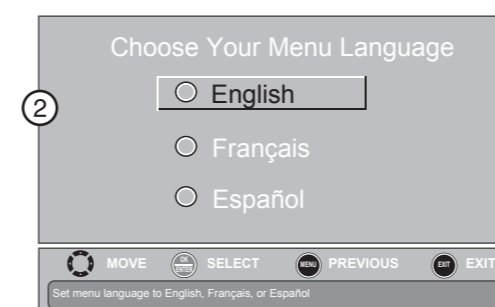 Choose Your Menu Language
2
English
Français
Español
MOVE OK ENTER SELECT MENU PREVIOUS EXIT EXIT
Set menu language to English, Français, or Español